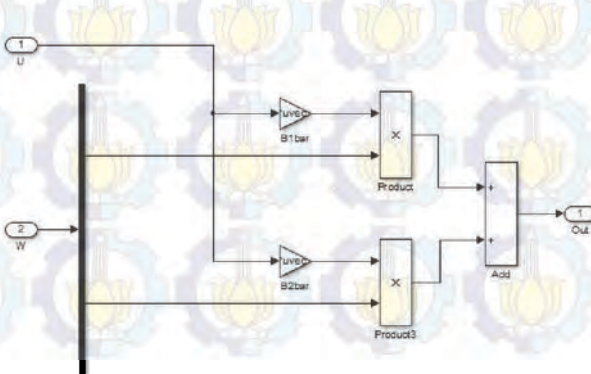 1
U
*uvec
B1bar
×
Product
2
W
*uvec
B2bar
×
Product3
+
+
Add
1
Out